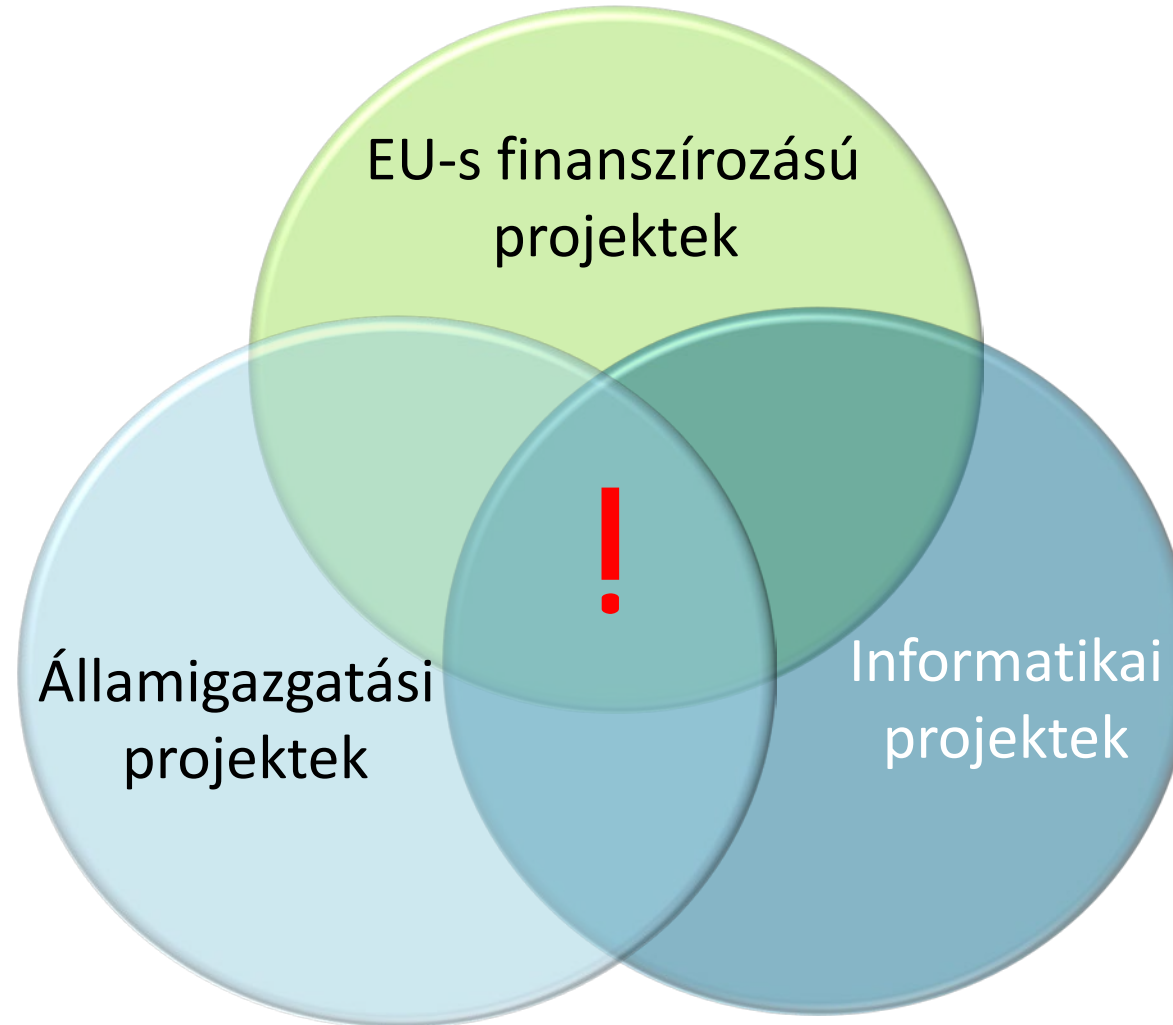 EU-s finanszírozású
projektek
!
Államigazgatási
projektek
Informatikai
projektek